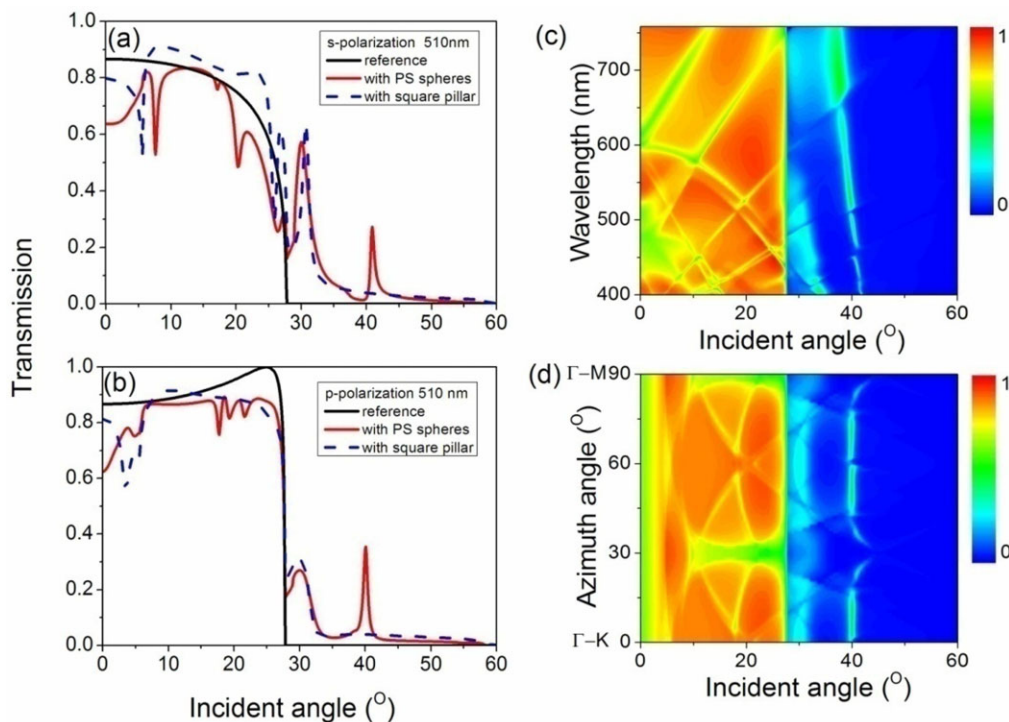 (a)
s-polarization 510nm
reference
with PS spheres
with square pillar
1.0
0.8
0.6
0.4
0.2
0.0
0 10 20 30 40 50 60
Transmission
(b)
p-polarization 510 nm
reference
with PS spheres
with square pillar
1.0
0.8
0.6
0.4
0.2
0.0
0 10 20 30 40 50 60
Incident angle (O)
(c)
Wavelength (nm)
700
600
500
400
0 20 40 60
Incident angle (O)
1
0
(d)
Azimuth angle (O)
Γ–M90
60
30
Γ–K 0
0 20 40 60
Incident angle (O)
1
0